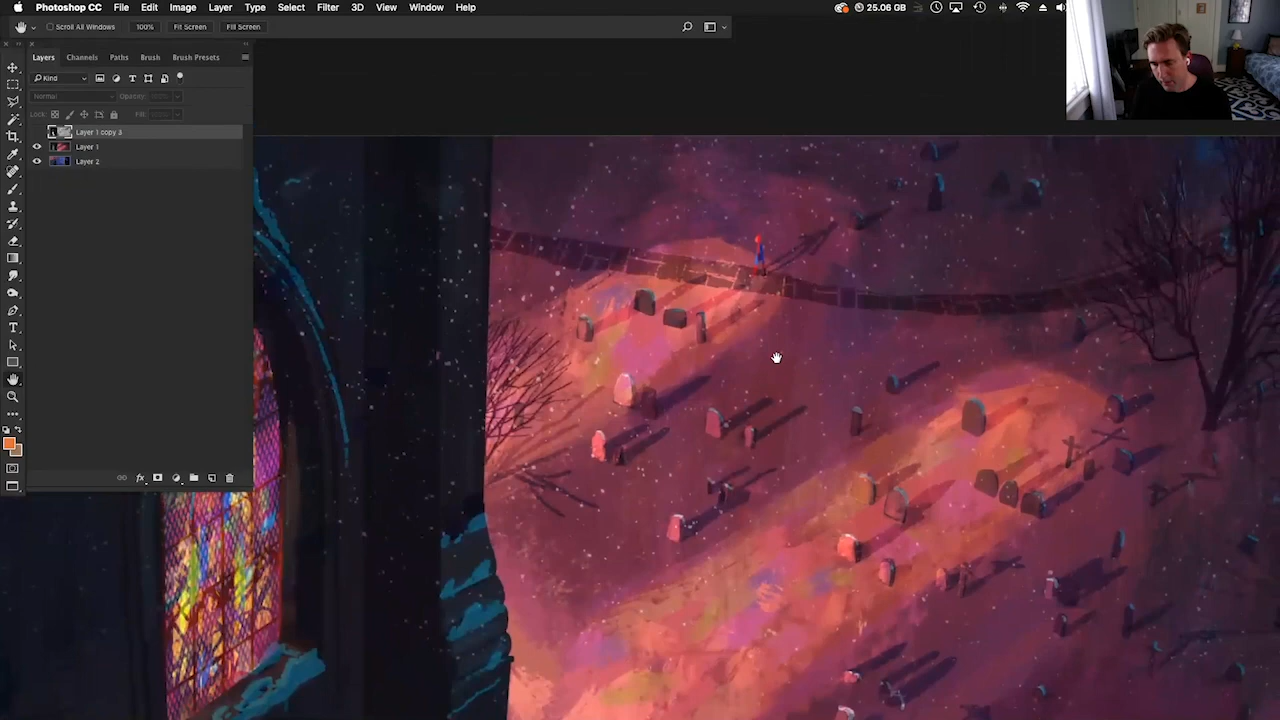 Photoshop CC File Edit Image Layer Type Select Filter 3D View Window Help 25.06 GB
Scroll All Windows 100% Fit Screen Fill Screen
Layers Channels Paths Brush Brush Presets
Kind
Normal Opacity:
Lock: Fill:
Layer 1 copy 3
Layer 1
Layer 2
fx